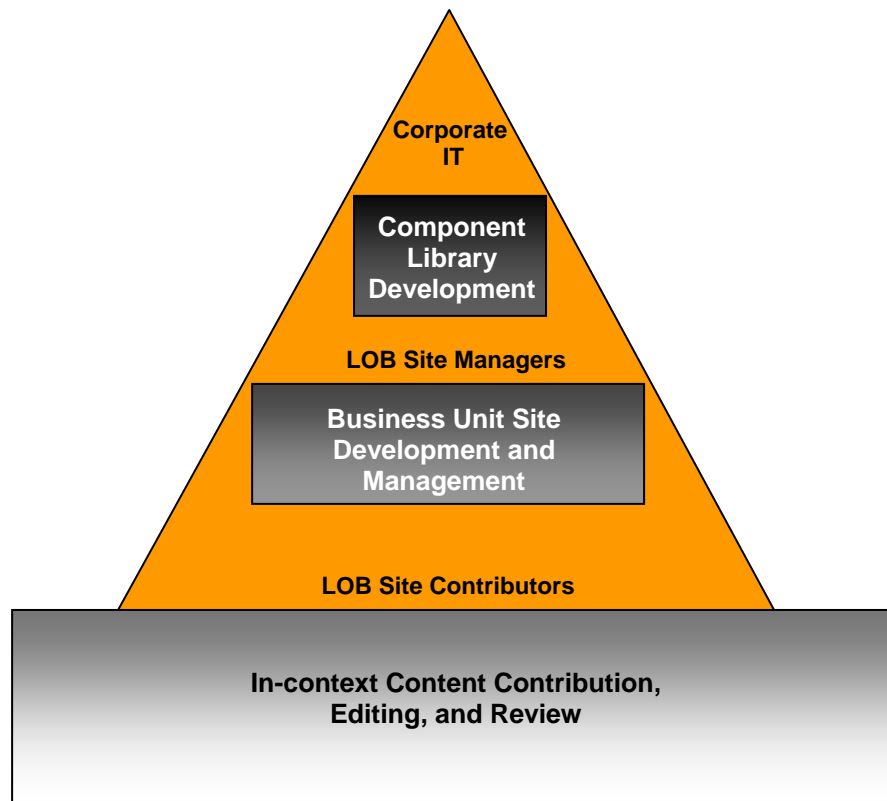 Corporate
IT
Component
Library
Development
LOB Site Managers
Business Unit Site
Development and
Management
LOB Site Contributors
In-context Content Contribution,
Editing, and Review